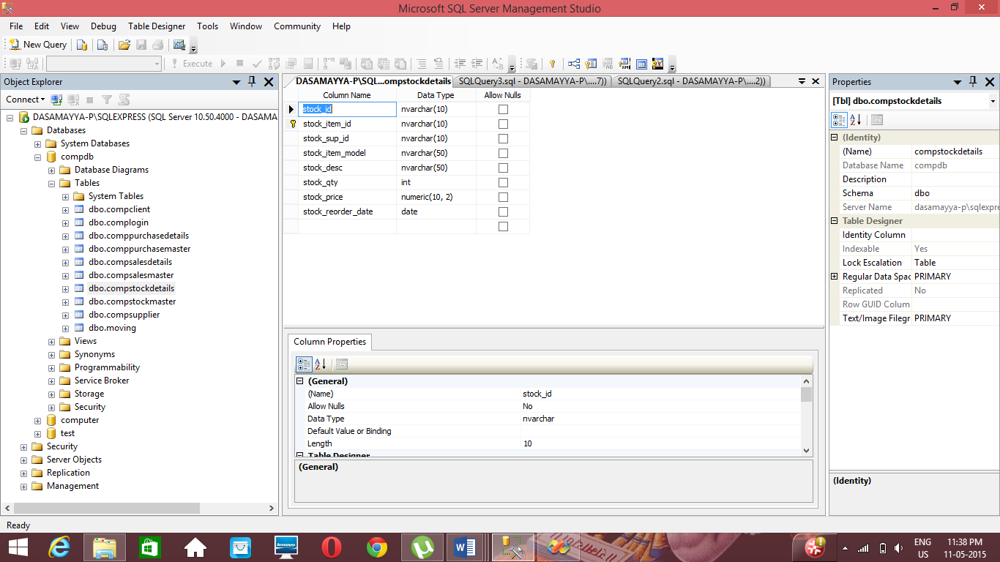 Microsoft SQL Server Management Studio
File Edit View Debug Table Designer Tools Window Community Help
New Query
Execute
Object Explorer
Connect
DASAMAYYA-P\SQLEXPRESS (SQL Server 10.50.4000 - DASAMA
Databases
System Databases
compdb
Database Diagrams
Tables
System Tables
dbo.compclient
dbo.complogin
dbo.comppurchasedetails
dbo.comppurchasemaster
dbo.compsalesdetails
dbo.compsalesmaster
dbo.compstockdetails
dbo.compstockmaster
dbo.compsupplier
dbo.moving
Views
Synonyms
Programmability
Service Broker
Storage
Security
computer
test
Security
Server Objects
Replication
Management
DASAMAYYA-P\SQL...ompstockdetails SQLQuery3.sql - DASAMAYYA-P\....7)) SQLQuery2.sql - DASAMAYYA-P\....2))
Column Name Data Type Allow Nulls
stock_id nvarchar(10)
stock_item_id nvarchar(10)
stock_sup_id nvarchar(10)
stock_item_model nvarchar(50)
stock_desc nvarchar(50)
stock_qty int
stock_price numeric(10, 2)
stock_reorder_date date
Column Properties
(General)
(Name) stock_id
Allow Nulls No
Data Type nvarchar
Default Value or Binding
Length 10
Table Designer
(General)
Properties
[Tbl] dbo.compstockdetails
(Identity)
(Name) compstockdetails
Database Name compdb
Description
Schema dbo
Server Name dasamayya-p\sqlexpre
Table Designer
Identity Column
Indexable Yes
Lock Escalation Table
Regular Data Spac PRIMARY
Replicated No
Row GUID Colum
Text/Image Filegr PRIMARY
(Identity)
Ready
lenovo
ENG 11:38 PM
US 11-05-2015